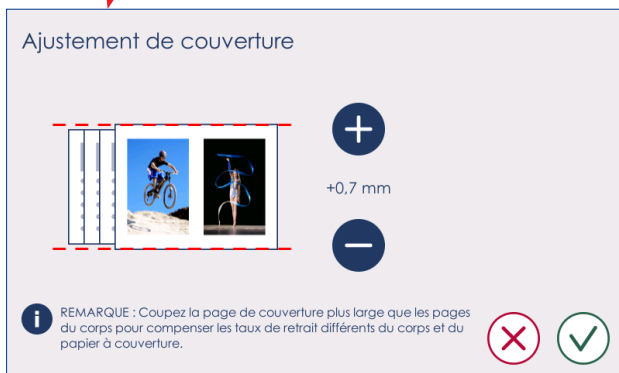 Ajustement de couverture
+0,7 mm
REMARQUE : Coupez la page de couverture plus large que les pages
du corps pour compenser les taux de retrait différents du corps et du
papier à couverture.